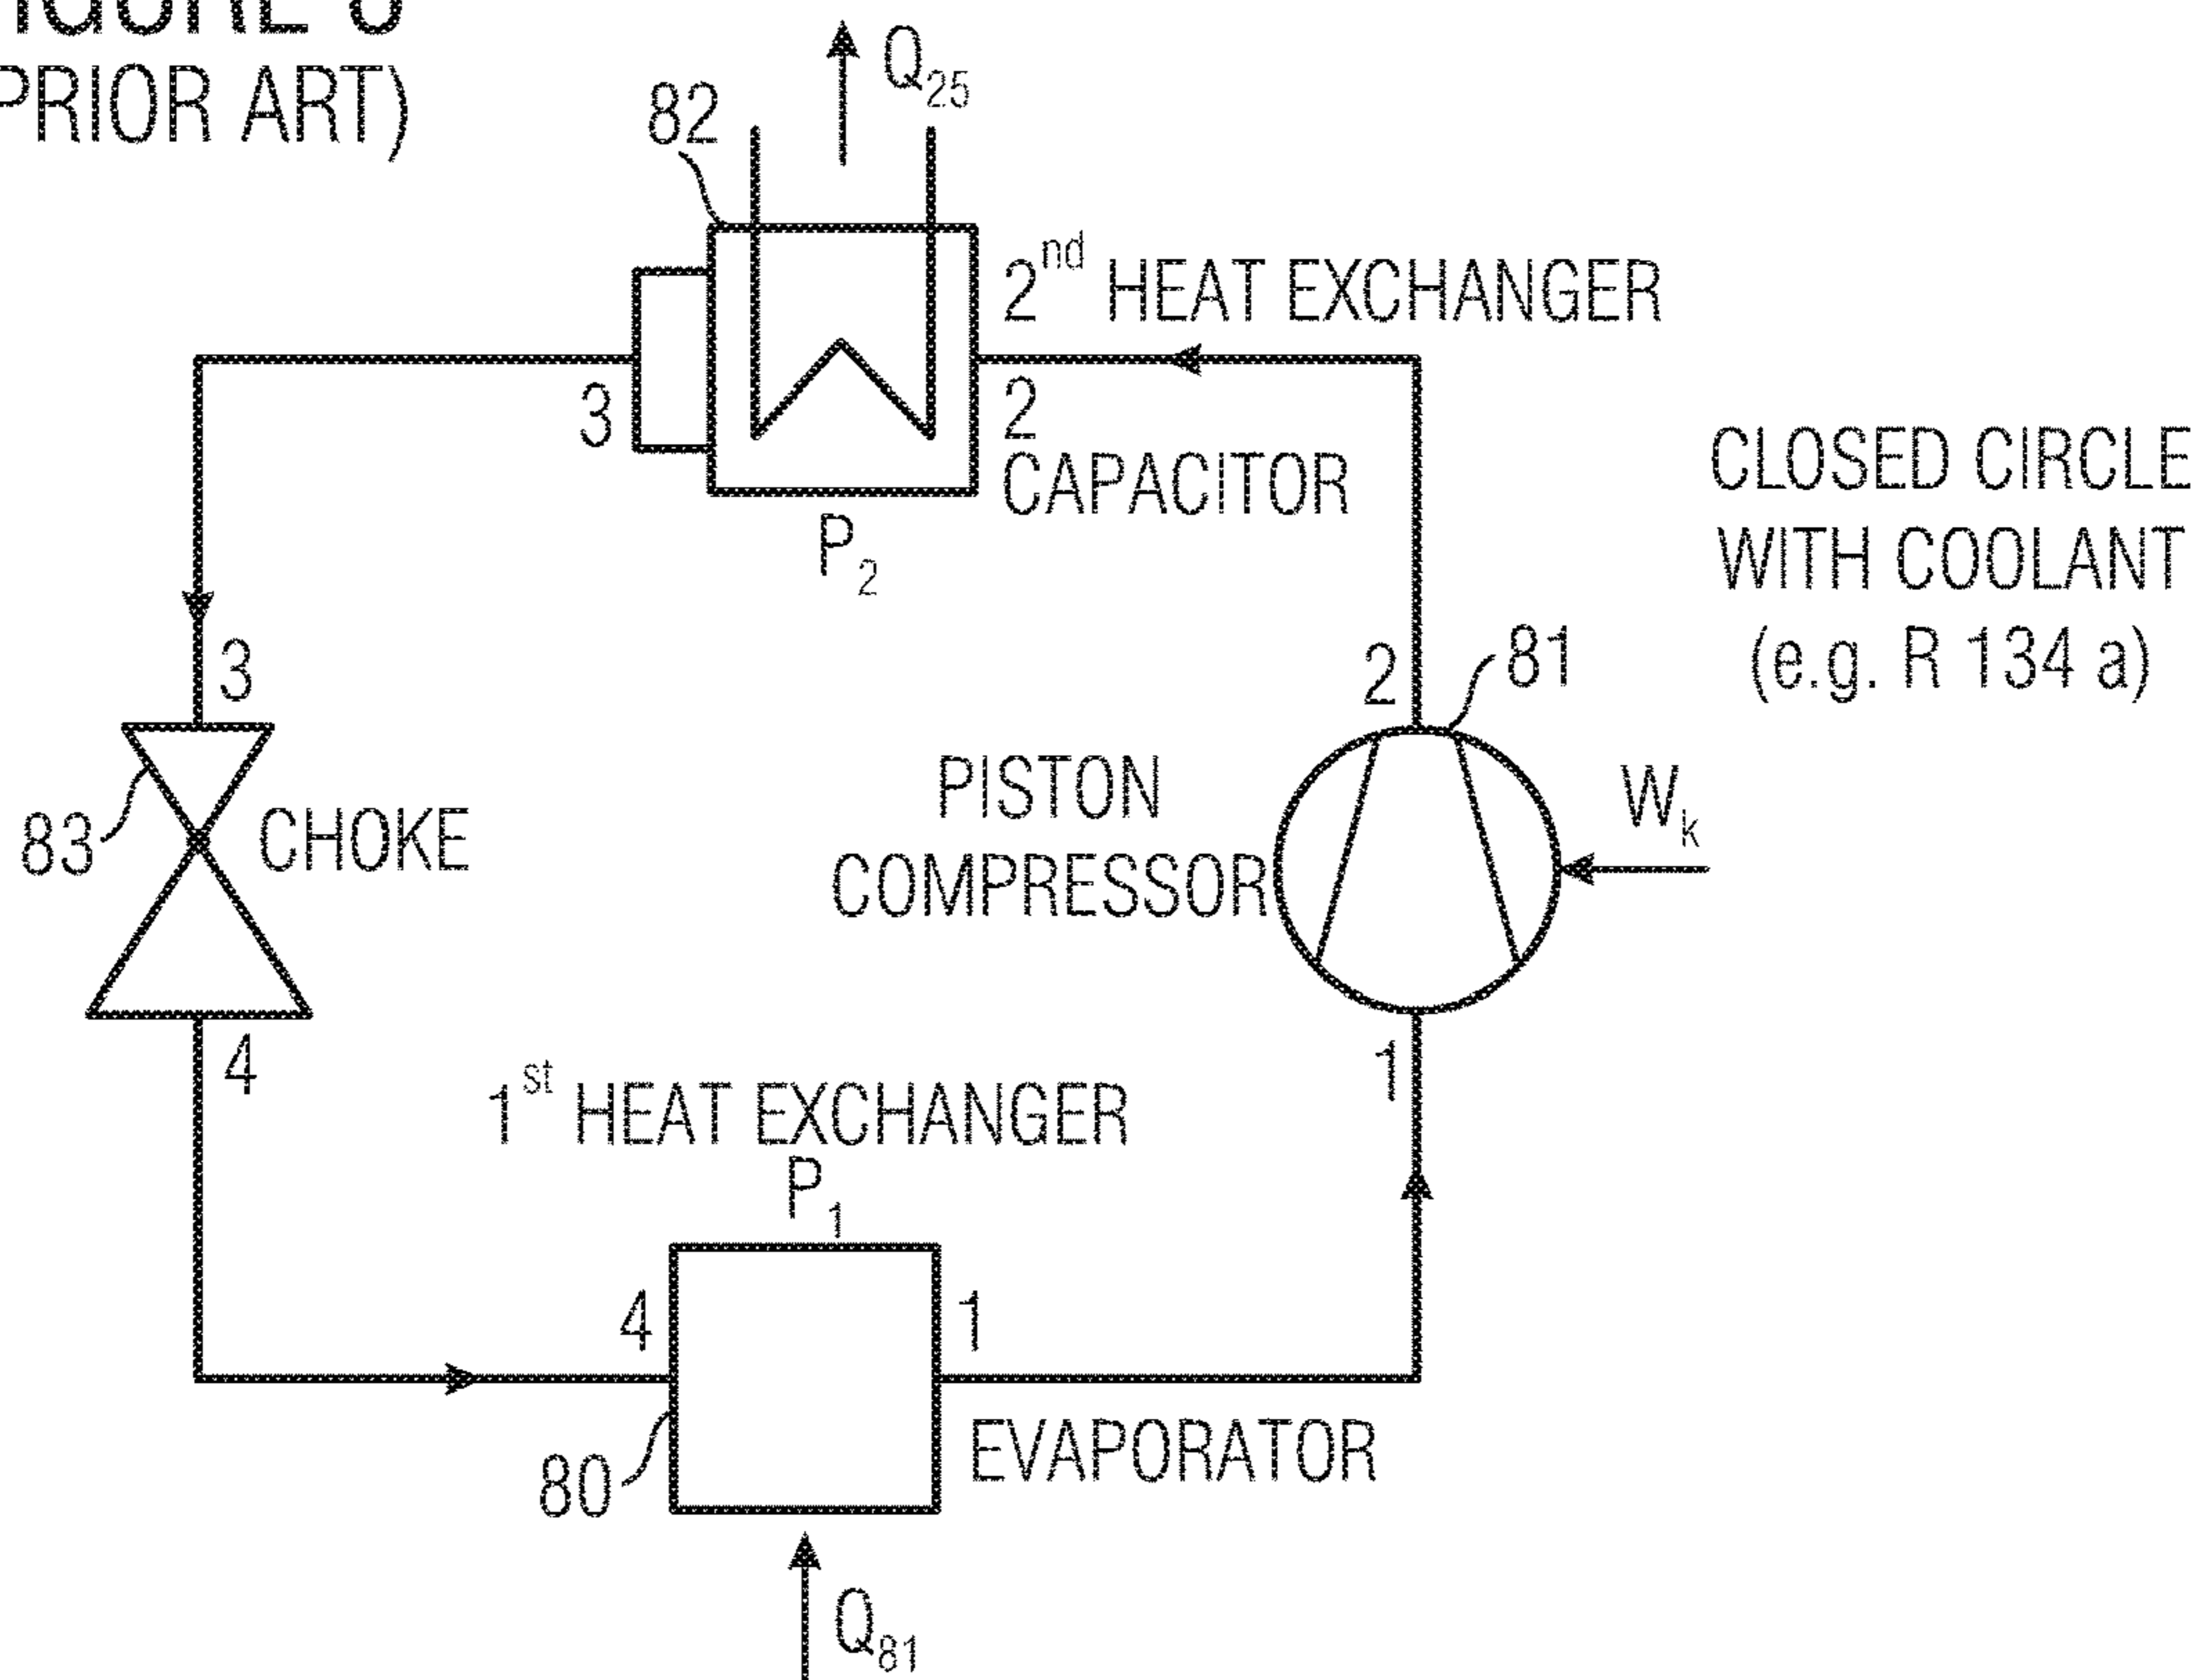 PRIOR ART)
Q25
82
2nd HEAT EXCHANGER
3
2
CAPACITOR
P2
CLOSED CIRCLE
WITH COOLANT
(e.g. R 134 a)
3
2
81
83
CHOKE
PISTON
COMPRESSOR
Wk
4
1
1st HEAT EXCHANGER
P1
4
1
80
EVAPORATOR
Q81